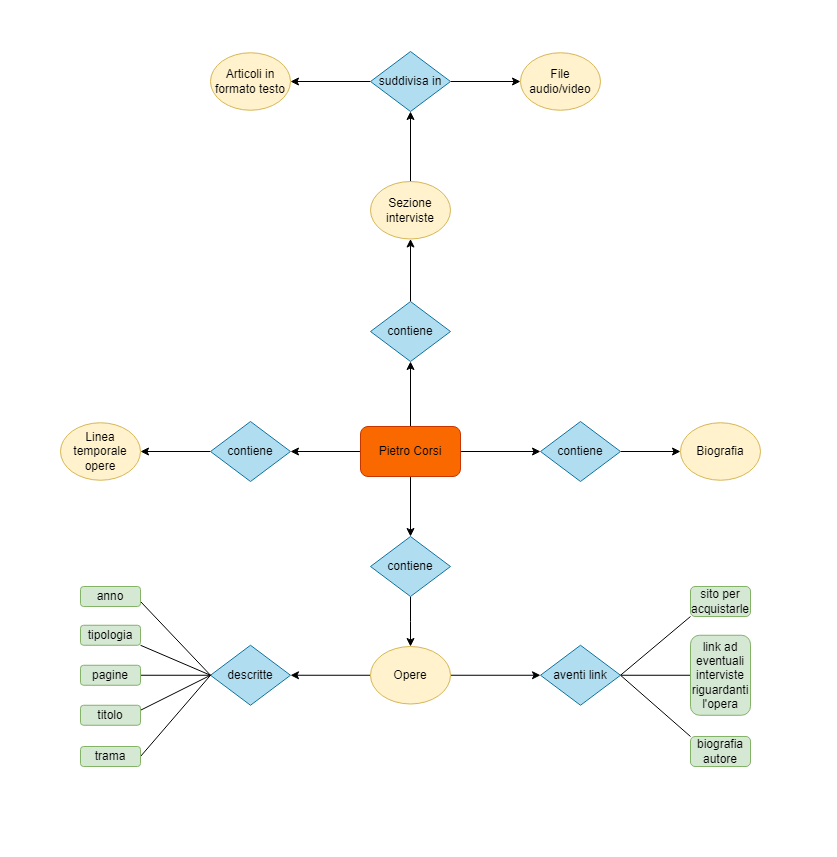 Articoli in
formato testo
suddivisa in
File
audio/video
Sezione
interviste
contiene
Linea
temporale
opere
contiene
Pietro Corsi
contiene
Biografia
contiene
anno
tipologia
pagine
titolo
trama
descritte
Opere
aventi link
sito per
acquistarle
link ad
eventuali
interviste
riguardanti
l'opera
biografia
autore